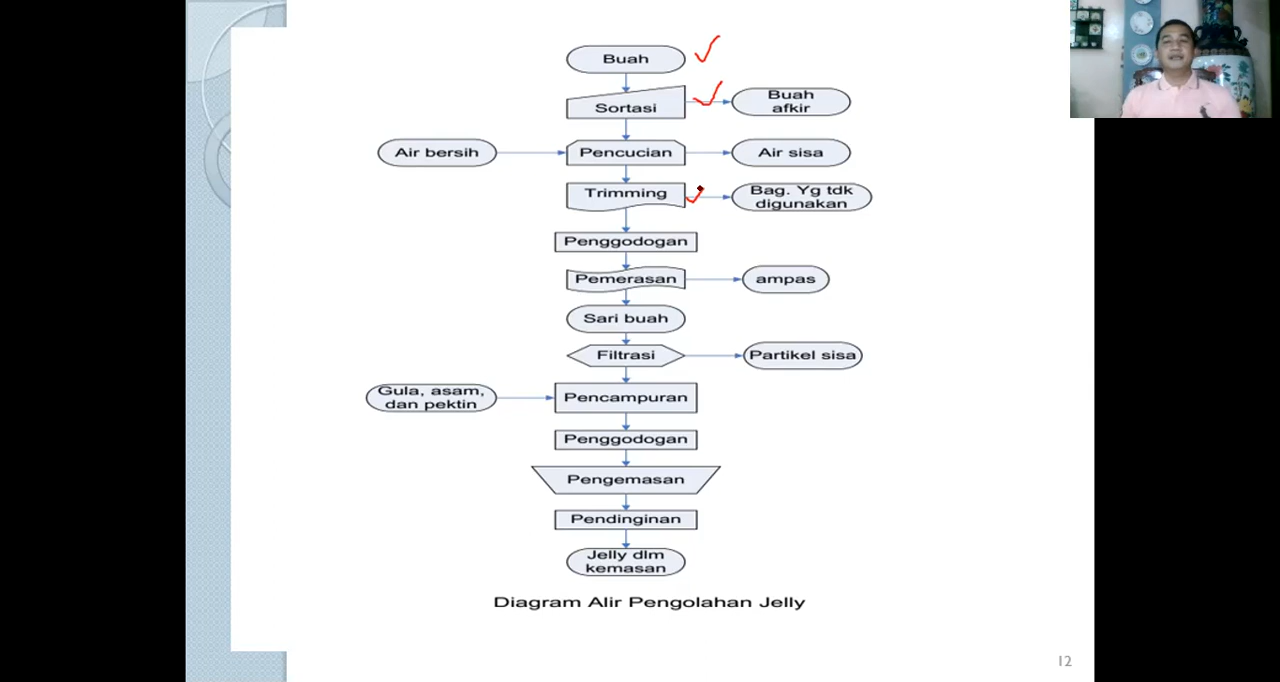 Buah
Sortasi
Buah
afkir
Air bersih
Pencucian
Air sisa
Trimming
Bag. Yg tdk
digunakan
Penggodogan
Pemerasan
ampas
Sari buah
Filtrasi
Partikel sisa
Gula, asam,
dan pektin
Pencampuran
Penggodogan
Pengemasan
Pendinginan
Jelly dlm
kemasan
Diagram Alir Pengolahan Jelly
12